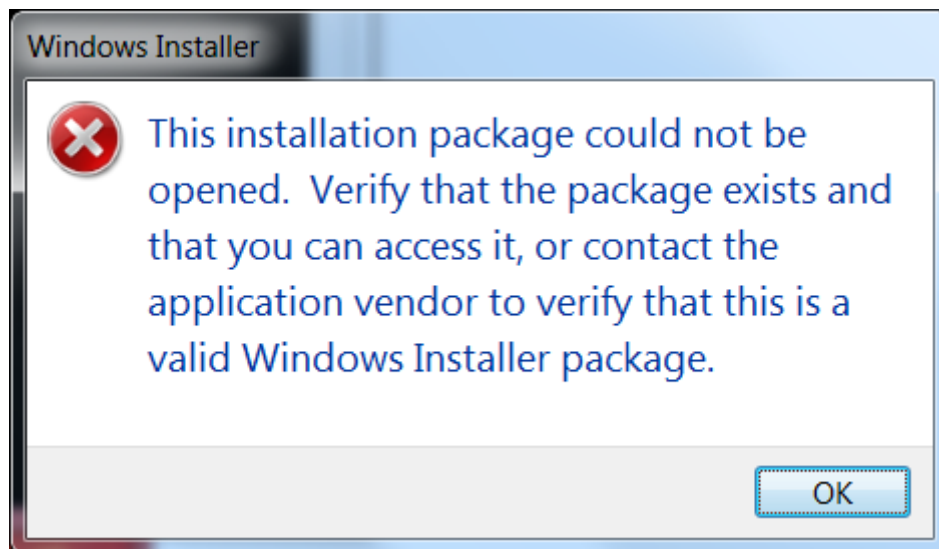 Windows Installer
This installation package could not be
opened.  Verify that the package exists and
that you can access it, or contact the
application vendor to verify that this is a
valid Windows Installer package.
OK